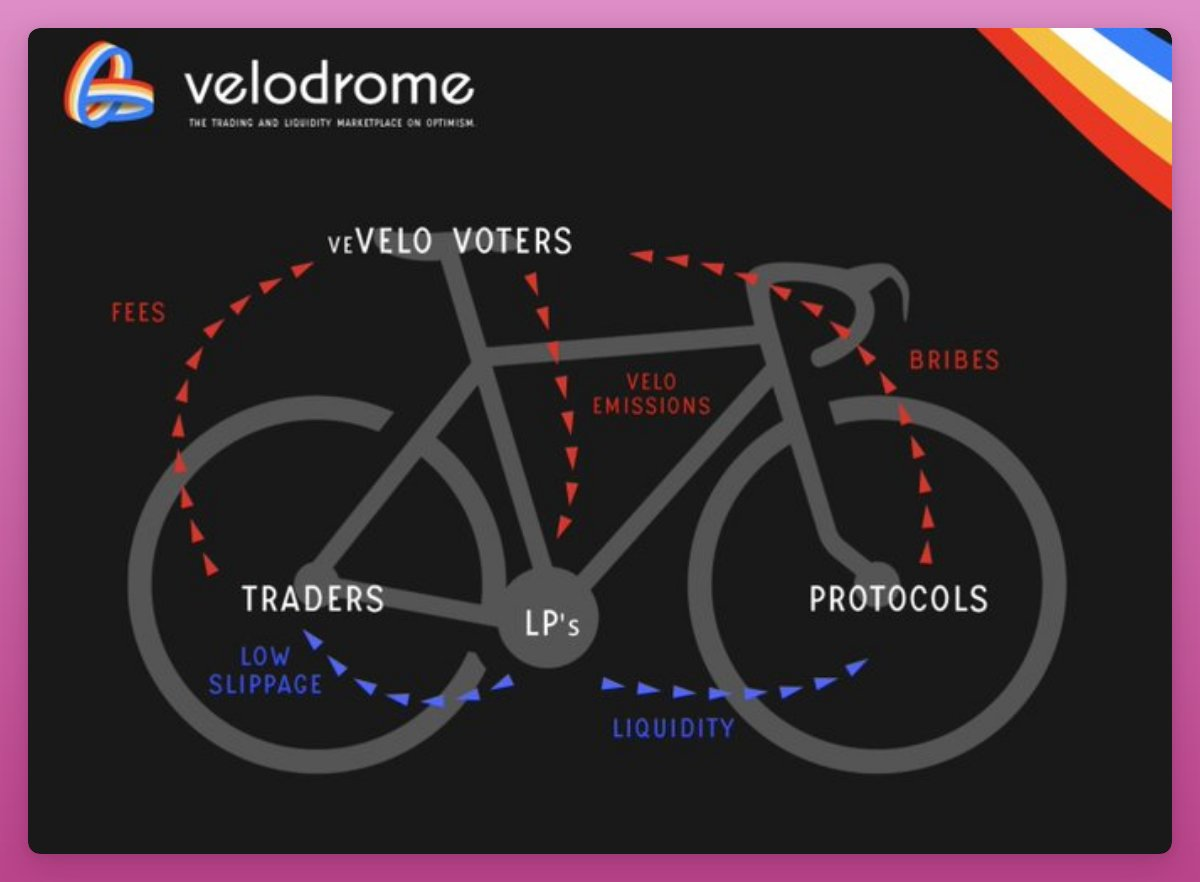 velodrome
THE TRADING AND LIQUIDITY MARKETPLACE ON OPTIMISM.
veVELO VOTERS
FEES
BRIBES
VELO
EMISSIONS
TRADERS
PROTOCOLS
LP's
LOW
SLIPPAGE
LIQUIDITY